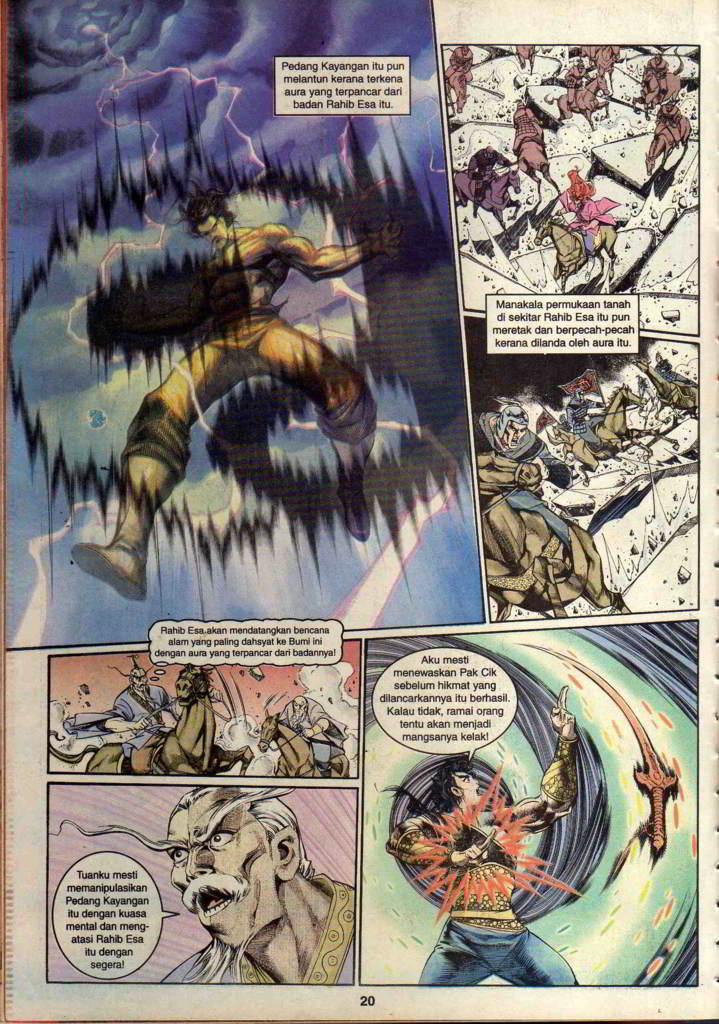 Pedang Kayangan itu pun
melantun kerana terkena
aura yang terpancar dari
badan Rahib Esa itu.
Manakala permukaan tanah
di sekitar Rahib Esa itu pun
meretak dan berpecah-pecah
kerana dilanda oleh aura itu.
Rahib Esa akan mendatangkan bencana
alam yang paling dahsyat ke Bumi ini
dengan aura yang terpancar dari badannya!
Aku mesti
menewaskan Pak Cik
sebelum hikmat yang
dilancarkannya itu berhasil.
Kalau tidak, ramai orang
tentu akan menjadi
mangsanya kelak!
Tuanku mesti
memanipulasikan
Pedang Kayangan
itu dengan kuasa
mental dan meng-
atasi Rahib Esa
itu dengan
segera!
20